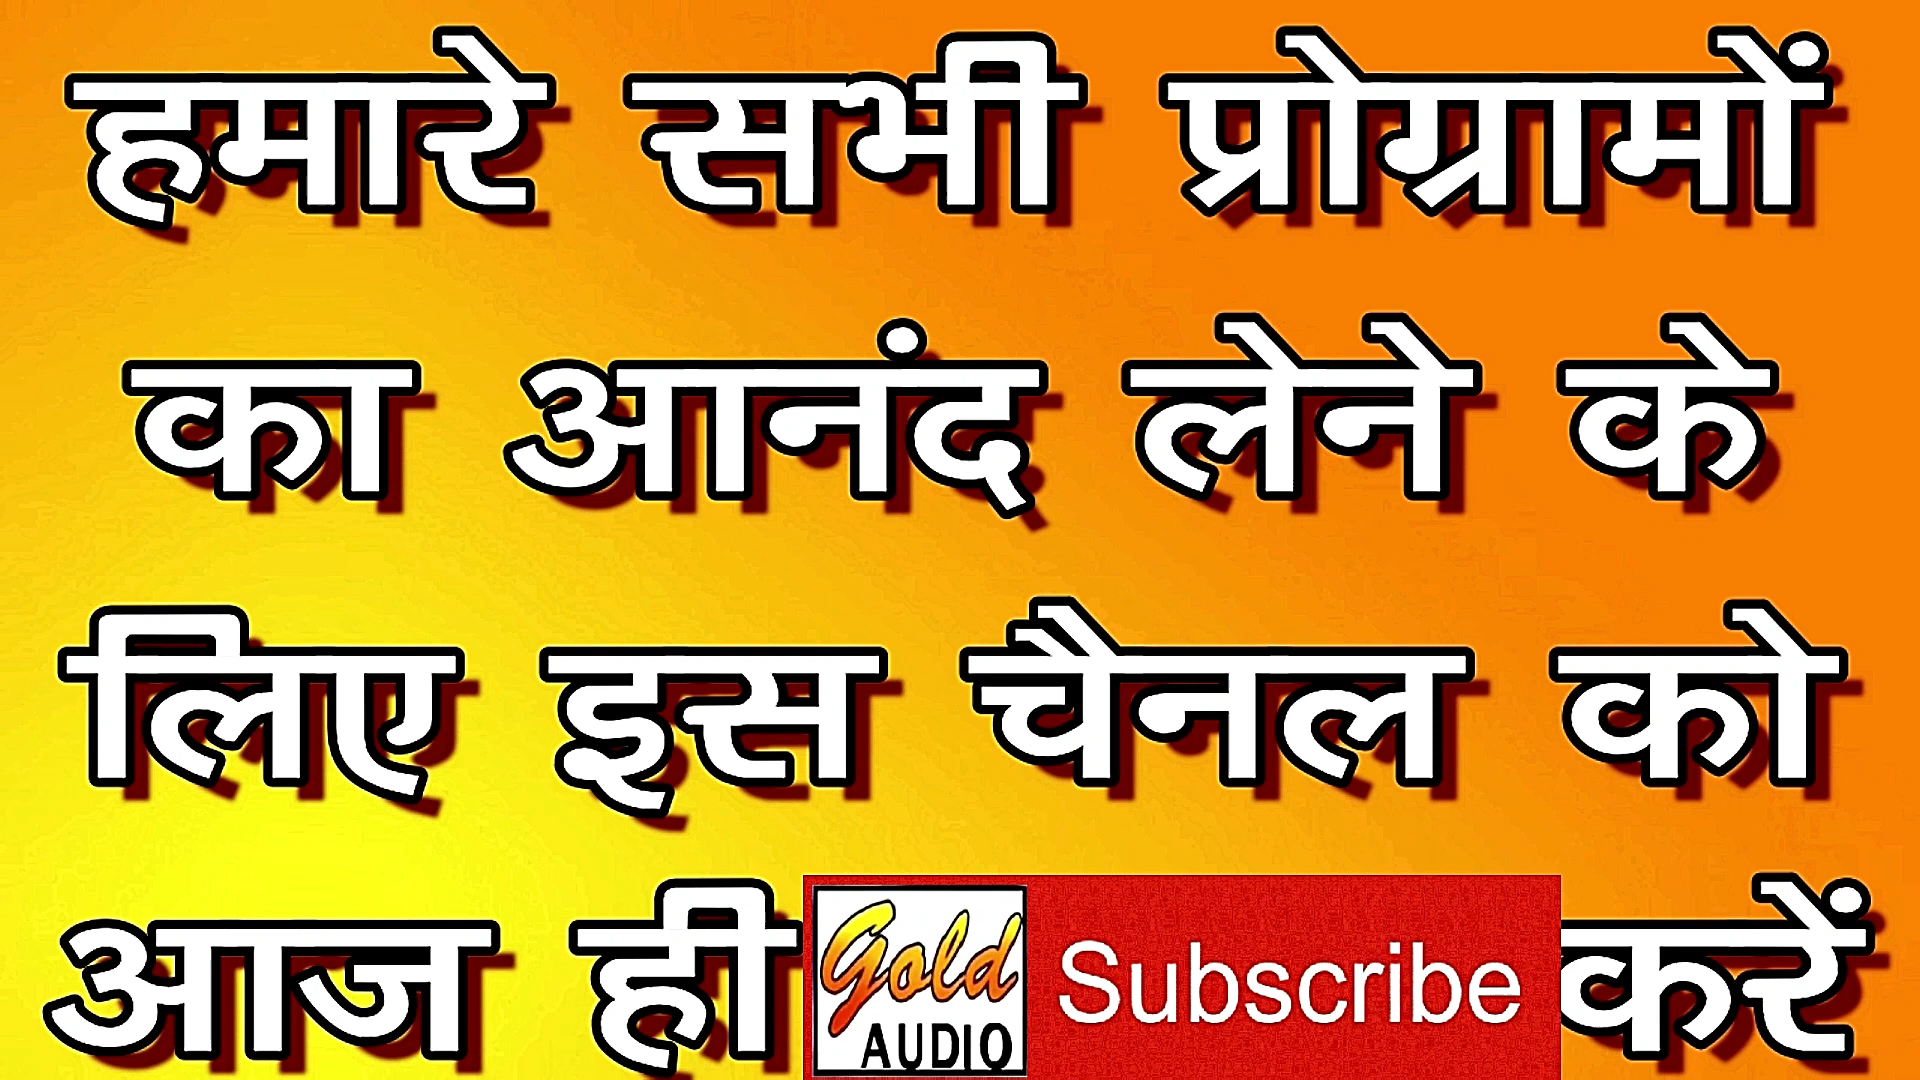 हमारे सभी प्रोग्रामों
का आनंद लेने के
लिए इस चैनल को
आज ही Gold AUDIO Subscribe करें